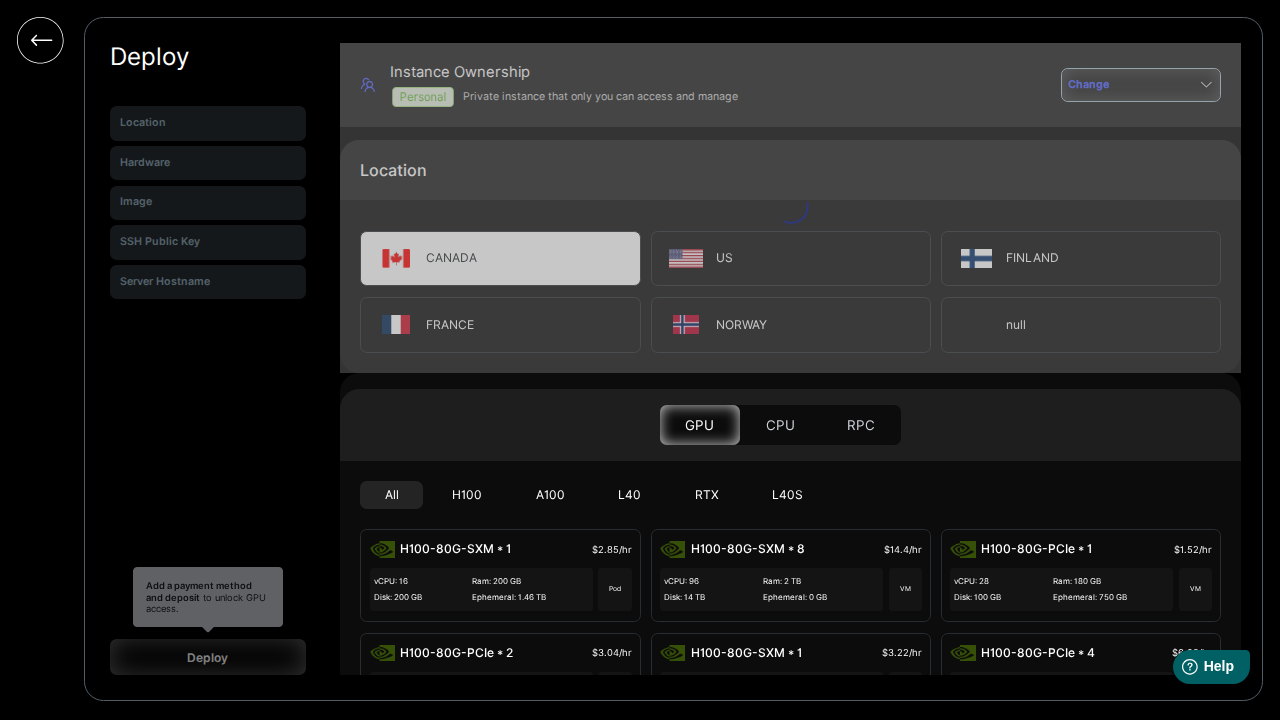 Deploy
Location
Hardware
Image
SSH Public Key
Server Hostname
Add a payment method
and deposit to unlock GPU
access.
Deploy
Instance Ownership
Personal Private instance that only you can access and manage
Change
Location
CANADA
US
FINLAND
FRANCE
NORWAY
null
GPU CPU RPC
All H100 A100 L40 RTX L40S
H100-80G-SXM * 1 $2.85/hr
vCPU: 16 Ram: 200 GB
Disk: 200 GB Ephemeral: 1.46 TB
Pod
H100-80G-SXM * 8 $14.4/hr
vCPU: 96 Ram: 2 TB
Disk: 14 TB Ephemeral: 0 GB
VM
H100-80G-PCIe * 1 $1.52/hr
vCPU: 28 Ram: 180 GB
Disk: 100 GB Ephemeral: 750 GB
VM
H100-80G-PCIe * 2 $3.04/hr
H100-80G-SXM * 1 $3.22/hr
H100-80G-PCIe * 4
Help